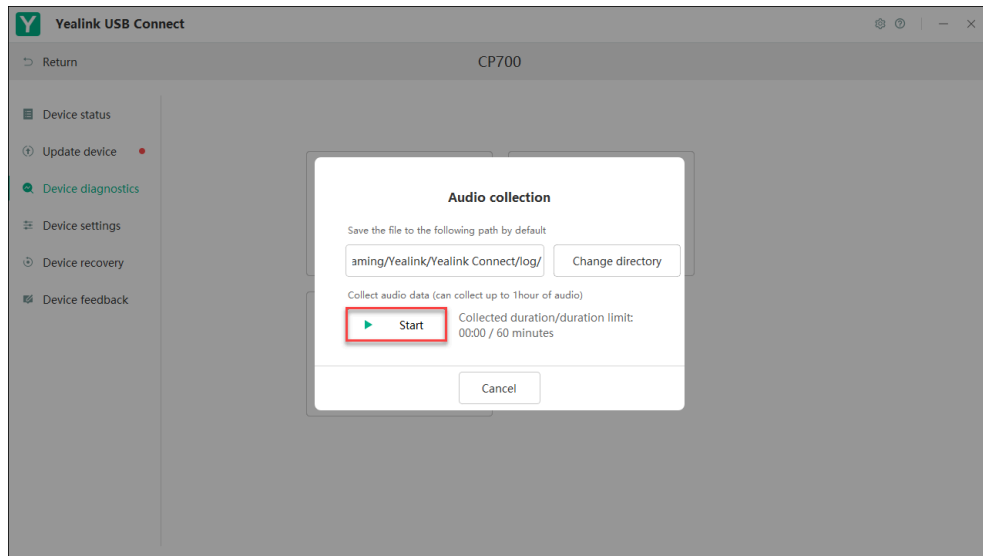 Yealink USB Connect
Return
CP700
Device status
Update device
Device diagnostics
Device settings
Device recovery
Device feedback
Audio collection
Save the file to the following path by default
aming/Yealink/Yealink Connect/log/
Change directory
Collect audio data (can collect up to 1hour of audio)
Start
Collected duration/duration limit:
00:00 / 60 minutes
Cancel